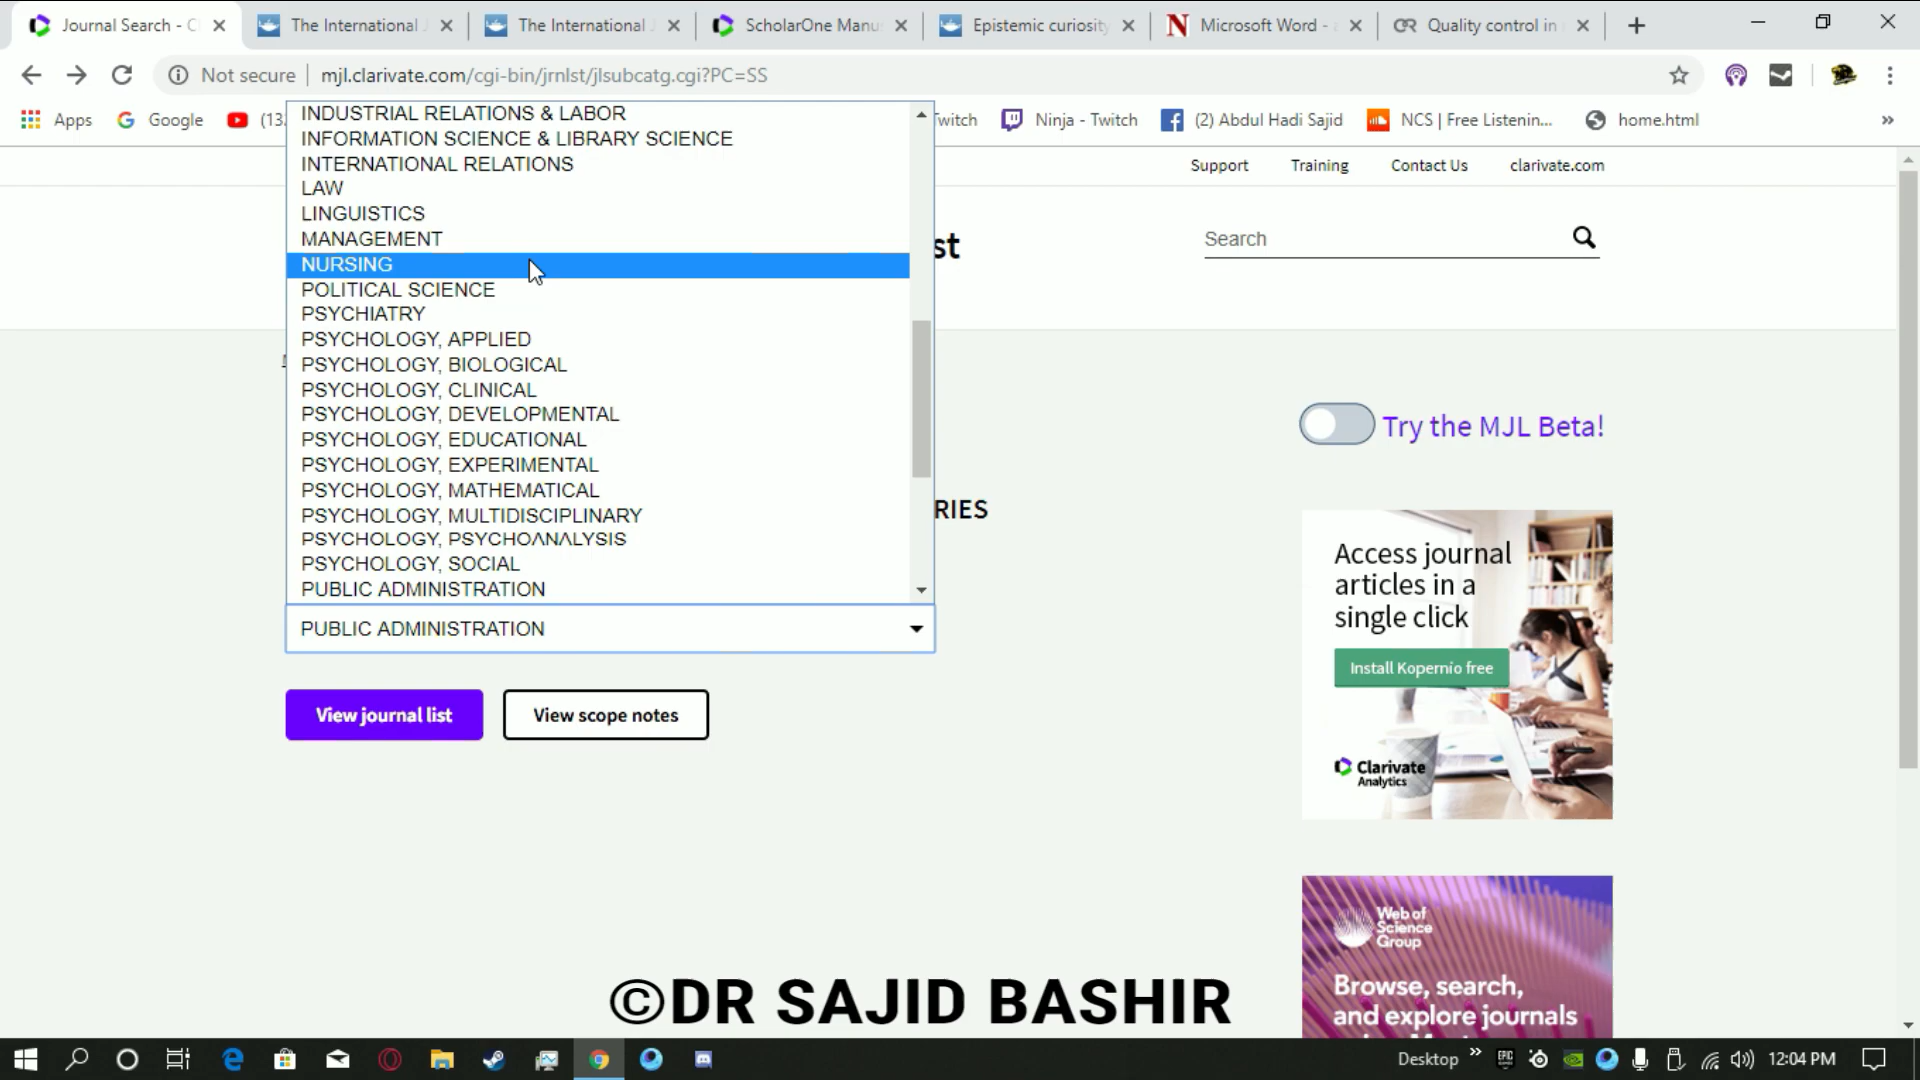 Journal Search - C
The International J
The International J
ScholarOne Manus
Epistemic curiosity
Microsoft Word - a
Quality control in
Not secure
mjl.clarivate.com/cgi-bin/jrnlst/jlsubcatg.cgi?PC=SS
Apps
Google
(13
Twitch
Ninja - Twitch
(2) Abdul Hadi Sajid
NCS | Free Listenin...
home.html
»
Support
Training
Contact Us
clarivate.com
st
Search
INDUSTRIAL RELATIONS & LABOR
INFORMATION SCIENCE & LIBRARY SCIENCE
INTERNATIONAL RELATIONS
LAW
LINGUISTICS
MANAGEMENT
NURSING
POLITICAL SCIENCE
PSYCHIATRY
PSYCHOLOGY, APPLIED
PSYCHOLOGY, BIOLOGICAL
PSYCHOLOGY, CLINICAL
PSYCHOLOGY, DEVELOPMENTAL
PSYCHOLOGY, EDUCATIONAL
PSYCHOLOGY, EXPERIMENTAL
PSYCHOLOGY, MATHEMATICAL
PSYCHOLOGY, MULTIDISCIPLINARY
PSYCHOLOGY, PSYCHOANALYSIS
PSYCHOLOGY, SOCIAL
PUBLIC ADMINISTRATION
RIES
PUBLIC ADMINISTRATION
View journal list
View scope notes
Try the MJL Beta!
Access journal
articles in a
single click
Install Kopernio free
Clarivate
Analytics
Web of
Science
Group
Browse, search,
and explore journals
©DR SAJID BASHIR
Desktop
»
EPIC
12:04 PM